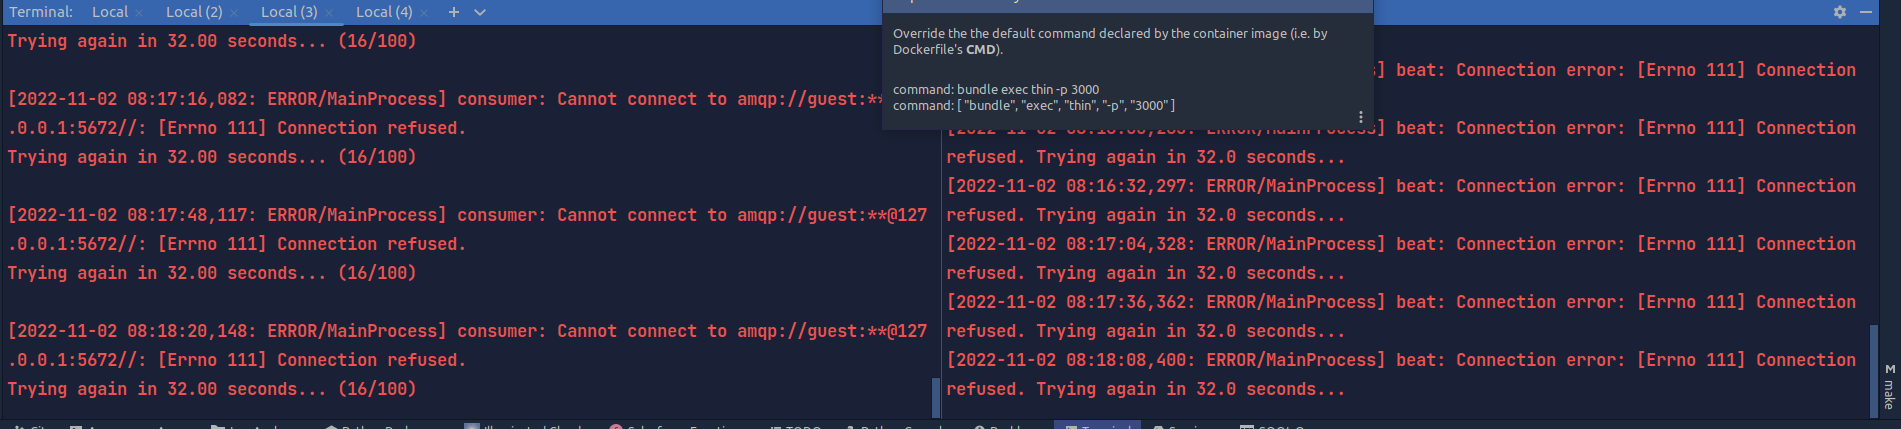 Terminal: Local × Local (2) × Local (3) × Local (4) × +
Trying again in 32.00 seconds... (16/100)
[2022-11-02 08:17:16,082: ERROR/MainProcess] consumer: Cannot connect to amqp://guest:**
.0.0.1:5672//: [Errno 111] Connection refused.
Trying again in 32.00 seconds... (16/100)
[2022-11-02 08:17:48,117: ERROR/MainProcess] consumer: Cannot connect to amqp://guest:**@127
.0.0.1:5672//: [Errno 111] Connection refused.
Trying again in 32.00 seconds... (16/100)
[2022-11-02 08:18:20,148: ERROR/MainProcess] consumer: Cannot connect to amqp://guest:**@127
.0.0.1:5672//: [Errno 111] Connection refused.
Trying again in 32.00 seconds... (16/100)
Override the the default command declared by the container image (i.e. by
Dockerfile's CMD).
command: bundle exec thin -p 3000
command: [ "bundle", "exec", "thin", "-p", "3000" ]
] beat: Connection error: [Errno 111] Connection
] beat: Connection error: [Errno 111] Connection
refused. Trying again in 32.0 seconds...
[2022-11-02 08:16:32,297: ERROR/MainProcess] beat: Connection error: [Errno 111] Connection
refused. Trying again in 32.0 seconds...
[2022-11-02 08:17:04,328: ERROR/MainProcess] beat: Connection error: [Errno 111] Connection
refused. Trying again in 32.0 seconds...
[2022-11-02 08:17:36,362: ERROR/MainProcess] beat: Connection error: [Errno 111] Connection
refused. Trying again in 32.0 seconds...
[2022-11-02 08:18:08,400: ERROR/MainProcess] beat: Connection error: [Errno 111] Connection
refused. Trying again in 32.0 seconds...
M make